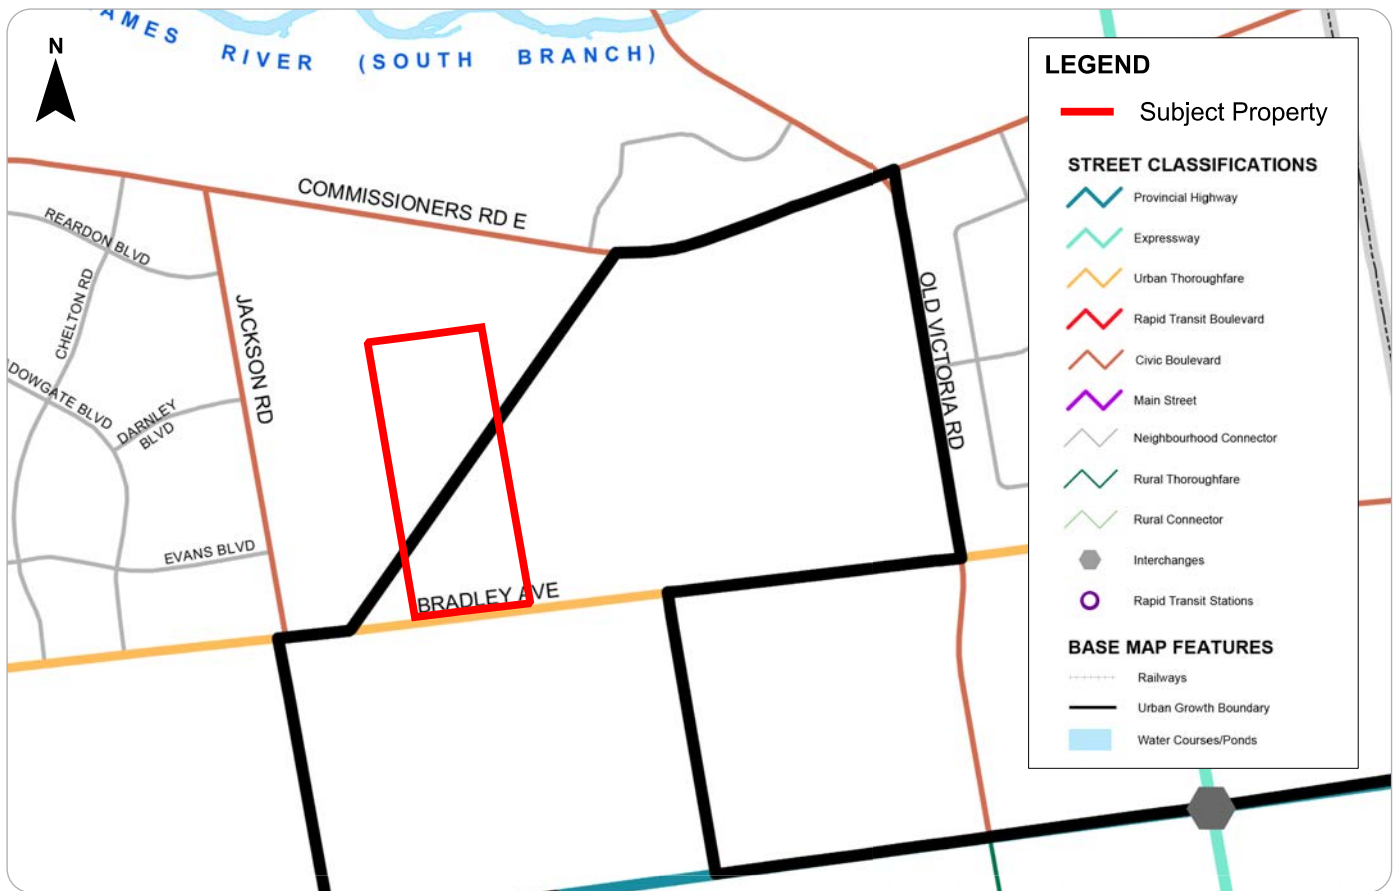 AMES RIVER (SOUTH BRANCH)
N
COMMISSIONERS RD E
REARDON BLVD
CHELTON RD
JACKSON RD
DOWGATE BLVD
DARNLEY
BLVD
EVANS BLVD
BRADLEY AVE
OLD VICTORIA RD
LEGEND
Subject Property
STREET CLASSIFICATIONS
Provincial Highway
Expressway
Urban Thoroughfare
Rapid Transit Boulevard
Civic Boulevard
Main Street
Neighbourhood Connector
Rural Thoroughfare
Rural Connector
Interchanges
Rapid Transit Stations
BASE MAP FEATURES
Railways
Urban Growth Boundary
Water Courses/Ponds